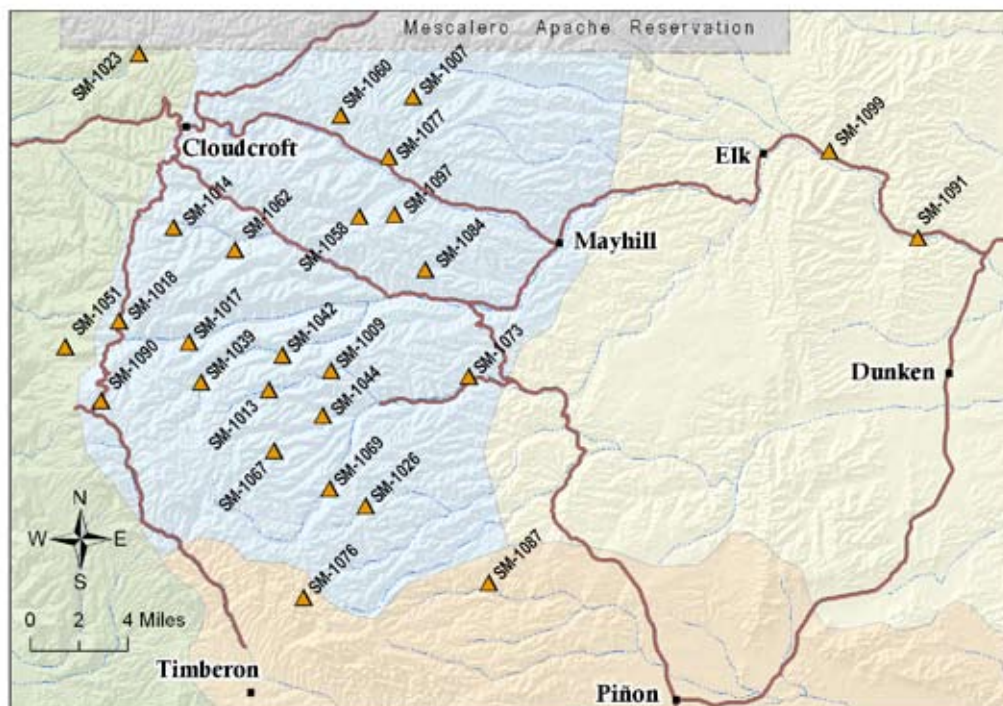 Mescalero Apache Reservation
SM-1023
SM-1060
SM-1007
SM-1077
SM-1099
Cloudcroft
Elk
SM-1014
SM-1062
SM-1058
SM-1097
SM-1091
SM-1084
Mayhill
SM-1051
SM-1018
SM-1017
SM-1042
SM-1090
SM-1039
SM-1009
SM-1073
Dunken
SM-1013
SM-1044
SM-1067
SM-1069
SM-1026
N
W
E
S
SM-1076
SM-1087
0 2 4 Miles
Timberon
Piñon